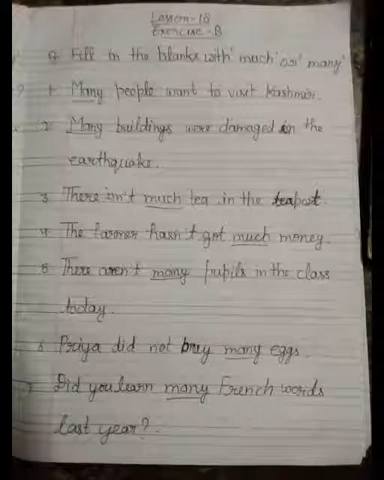 Lesson-18
Exercise-B
Q Fill in the blanks with 'much' or 'many'
1. Many people want to visit Kashmir.
2. Many buildings were damaged in the
earthquake.
3 There isn't much tea in the teapot.
4 The farmer hasn't got much money.
5 There aren't many pupils in the class
today.
6 Priya did not buy many eggs.
7 Did you learn many French words
last year?